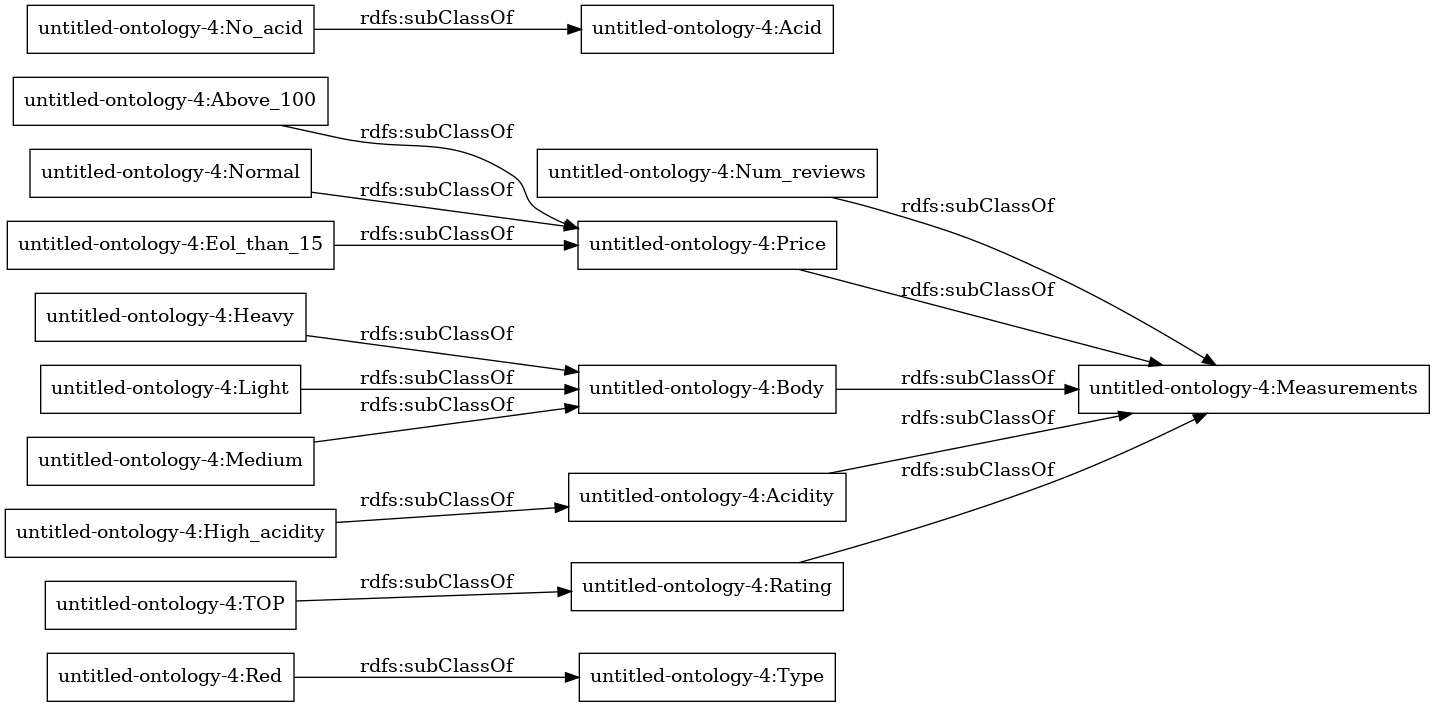 untitled-ontology-4:No_acid
rdfs:subClassOf
untitled-ontology-4:Acid
untitled-ontology-4:Above_100
rdfs:subClassOf
untitled-ontology-4:Normal
rdfs:subClassOf
untitled-ontology-4:Num_reviews
rdfs:subClassOf
untitled-ontology-4:Eol_than_15
rdfs:subClassOf
untitled-ontology-4:Price
rdfs:subClassOf
untitled-ontology-4:Heavy
rdfs:subClassOf
untitled-ontology-4:Light
rdfs:subClassOf
untitled-ontology-4:Body
rdfs:subClassOf
untitled-ontology-4:Measurements
rdfs:subClassOf
untitled-ontology-4:Medium
rdfs:subClassOf
untitled-ontology-4:High_acidity
rdfs:subClassOf
untitled-ontology-4:Acidity
rdfs:subClassOf
untitled-ontology-4:TOP
rdfs:subClassOf
untitled-ontology-4:Rating
untitled-ontology-4:Red
rdfs:subClassOf
untitled-ontology-4:Type